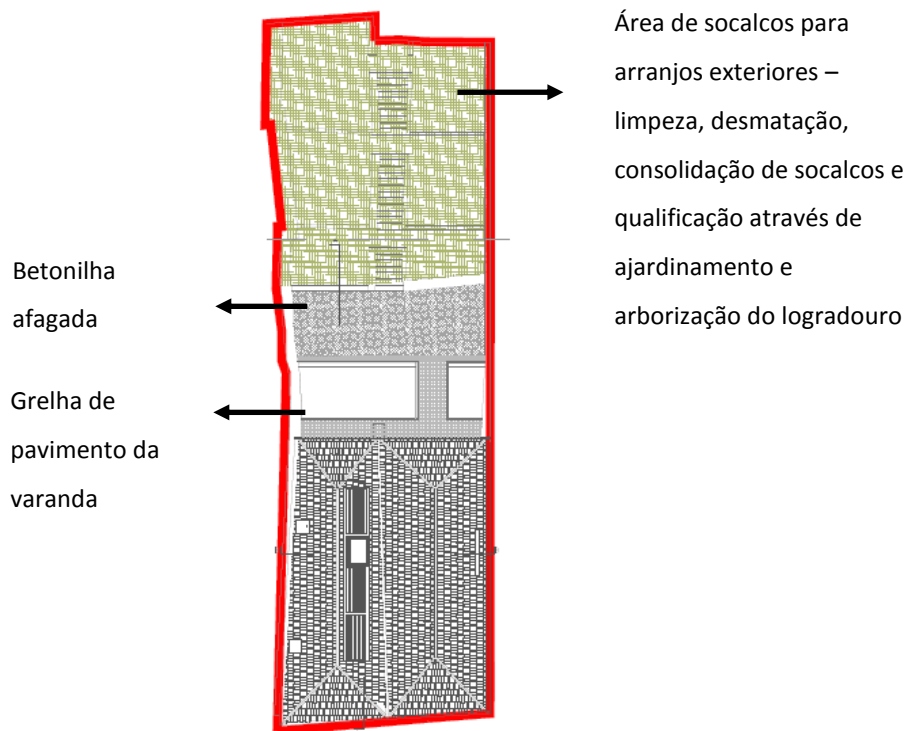 Área de socalcos para
arranjos exteriores –
limpeza, desmatação,
consolidação de socalcos e
qualificação através de
ajardinamento e
arborização do logradouro
Betonilha
afagada
Grelha de
pavimento da
varanda